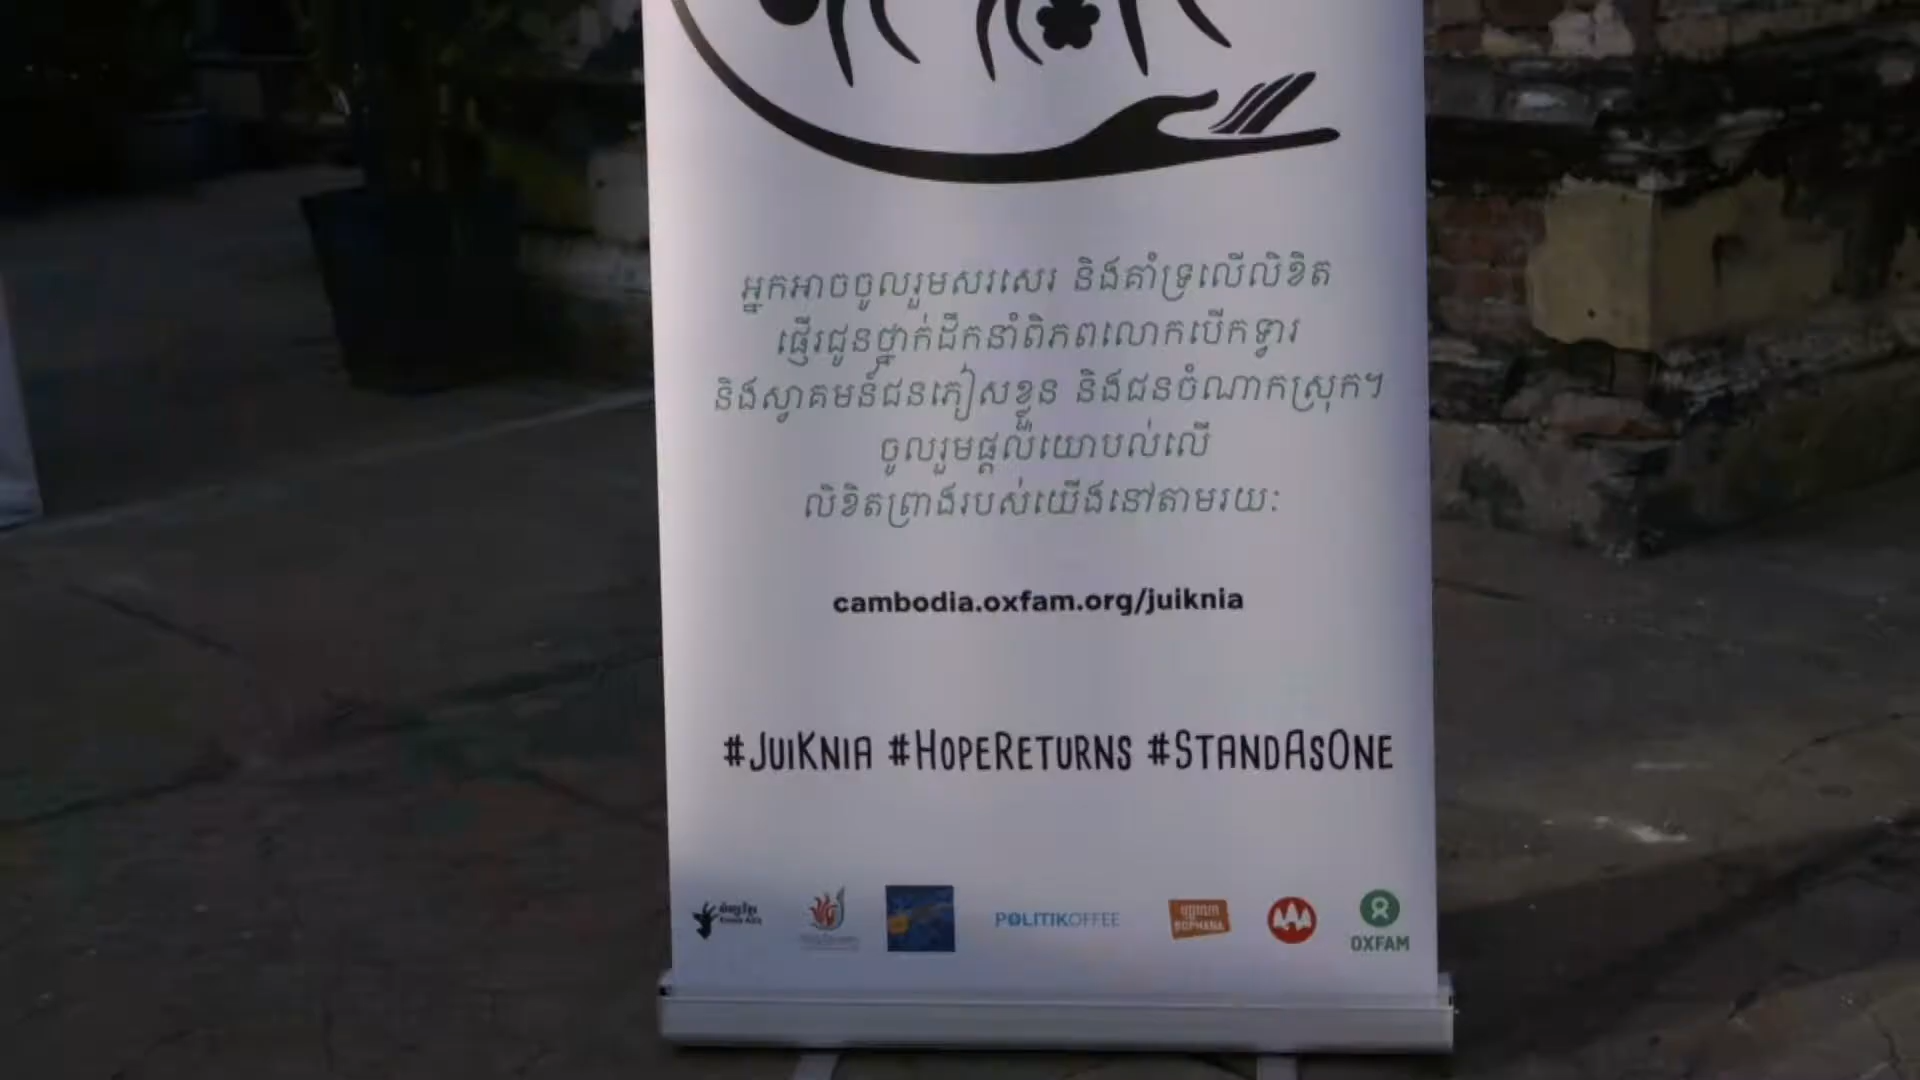 អ្នកអាចចូលរួមសរសេរ និងគាំទ្រលើលិខិត
ផ្ញើរជូនថ្នាក់ដឹកនាំពិភពលោកបើកទ្វារ
និងស្វាគមន៍ជនភៀសខ្លួន និងជនចំណាកស្រុក។
ចូលរួមផ្តល់យោបល់លើ
លិខិតព្រាងរបស់យើងនៅតាមរយៈ
cambodia.oxfam.org/juiknia
#JUIKNIA #HOPERETURNS #STANDASONE
POLITIKOFFEE
BOPHANA
OXFAM